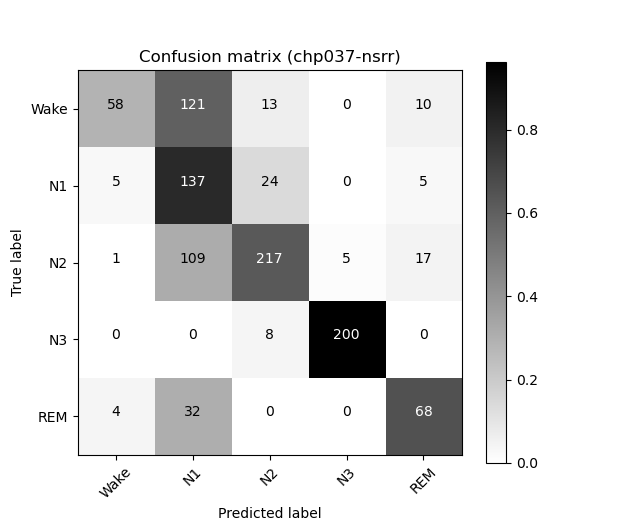 Confusion matrix (chp037-nsrr)
Wake 58 121 13 0 10
N1 5 137 24 0 5
N2 1 109 217 5 17
N3 0 0 8 200 0
REM 4 32 0 0 68
Wake N1 N2 N3 REM
Predicted label
True label
0.8
0.6
0.4
0.2
0.0